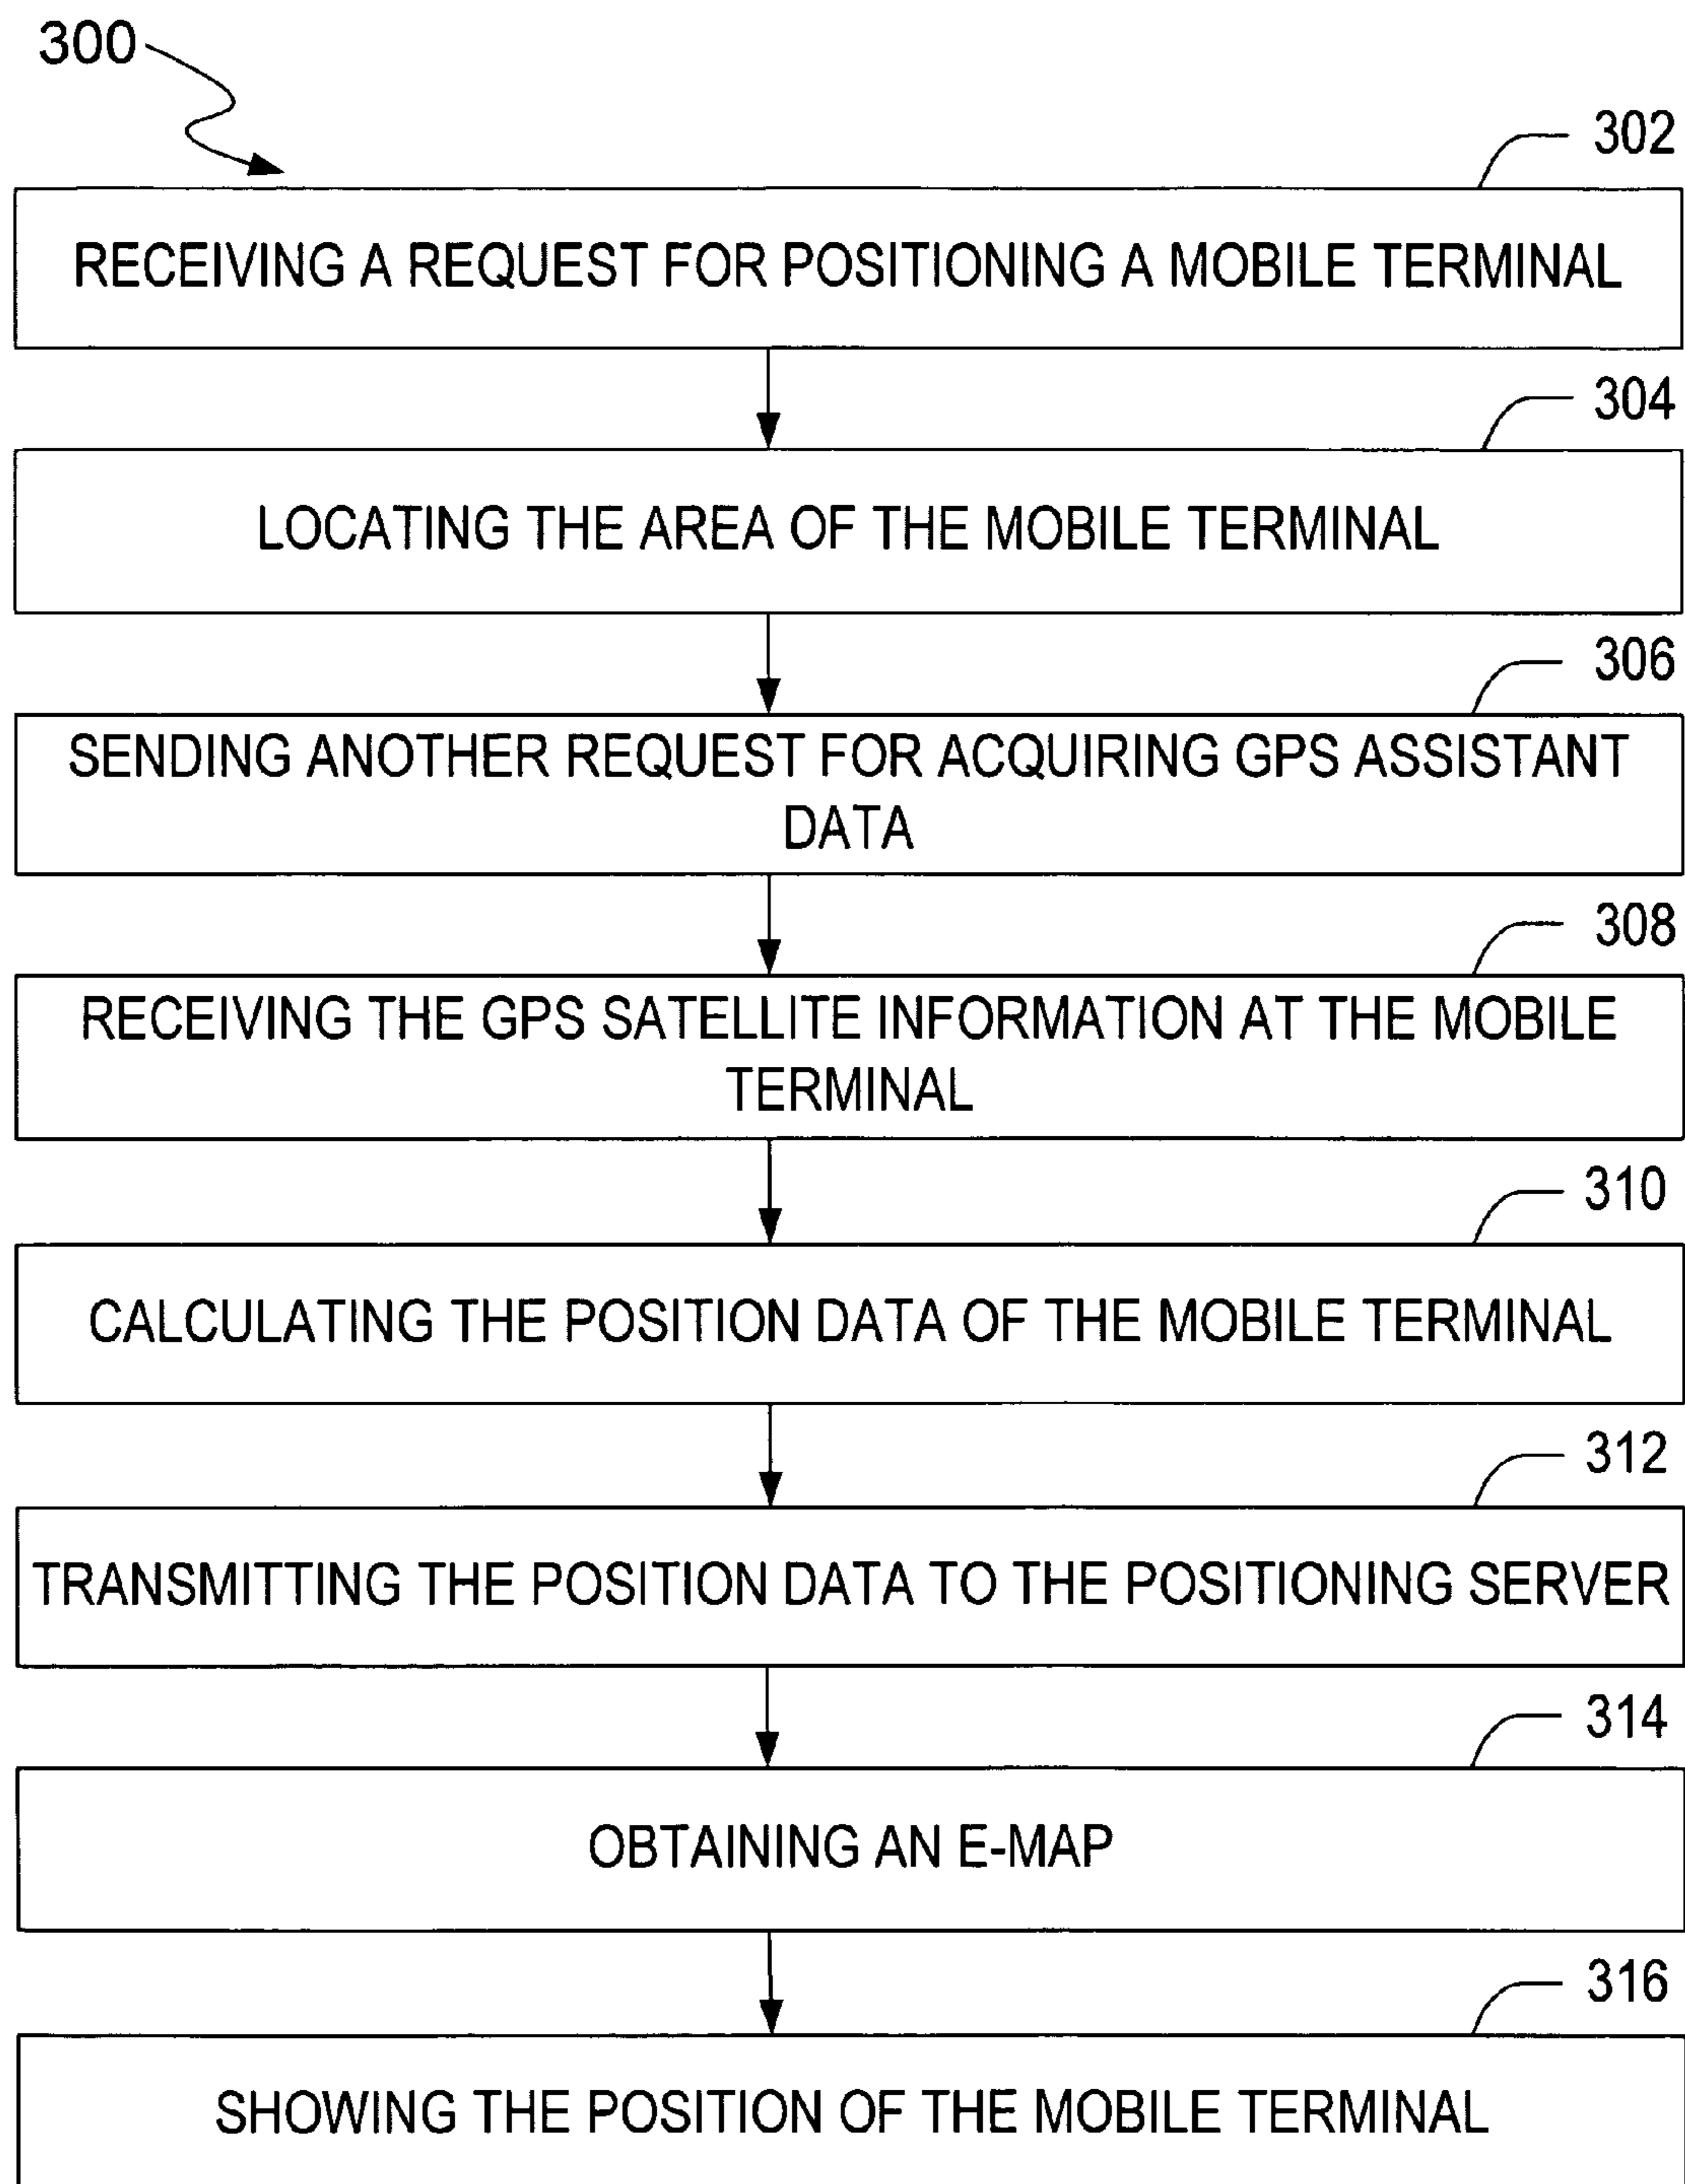 300
302
RECEIVING A REQUEST FOR POSITIONING A MOBILE TERMINAL
304
LOCATING THE AREA OF THE MOBILE TERMINAL
306
SENDING ANOTHER REQUEST FOR ACQUIRING GPS ASSISTANT
DATA
308
RECEIVING THE GPS SATELLITE INFORMATION AT THE MOBILE
TERMINAL
310
CALCULATING THE POSITION DATA OF THE MOBILE TERMINAL
312
TRANSMITTING THE POSITION DATA TO THE POSITIONING SERVER
314
OBTAINING AN E-MAP
316
SHOWING THE POSITION OF THE MOBILE TERMINAL